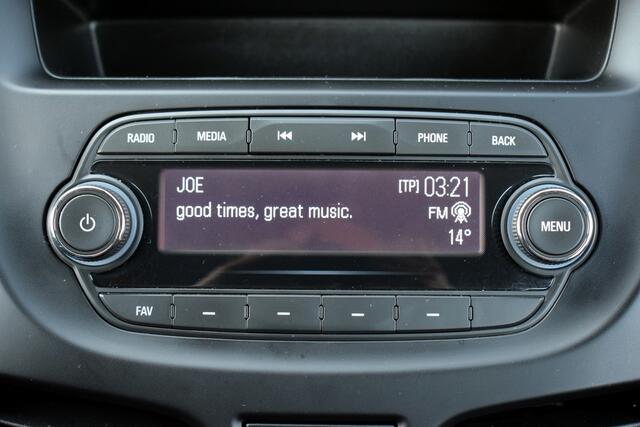 RADIO MEDIA PHONE BACK
JOE [TP] 03:21
good times, great music. FM
14°
MENU
FAV